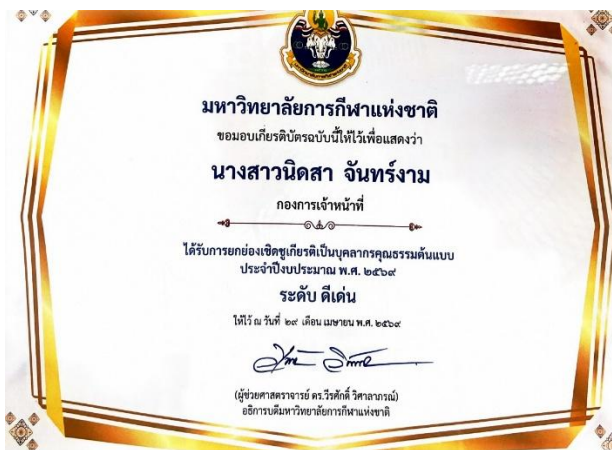 มหาวิทยาลัยการกีฬาแห่งชาติ
ขอมอบเกียรติบัตรฉบับนี้ให้ไว้เพื่อแสดงว่า
นางสาวนิดสา จันทร์งาม
กองการเจ้าหน้าที่
ได้รับการยกย่องเชิดชูเกียรติเป็นบุคลากรคุณธรรมต้นแบบ
ประจำปีงบประมาณ พ.ศ. ๒๕๖๙
ระดับ ดีเด่น
ให้ไว้ ณ วันที่ ๒๙ เดือน เมษายน พ.ศ. ๒๕๖๙
(ผู้ช่วยศาสตราจารย์ ดร.วีรศักดิ์ วิศาลาภรณ์)
อธิการบดีมหาวิทยาลัยการกีฬาแห่งชาติ